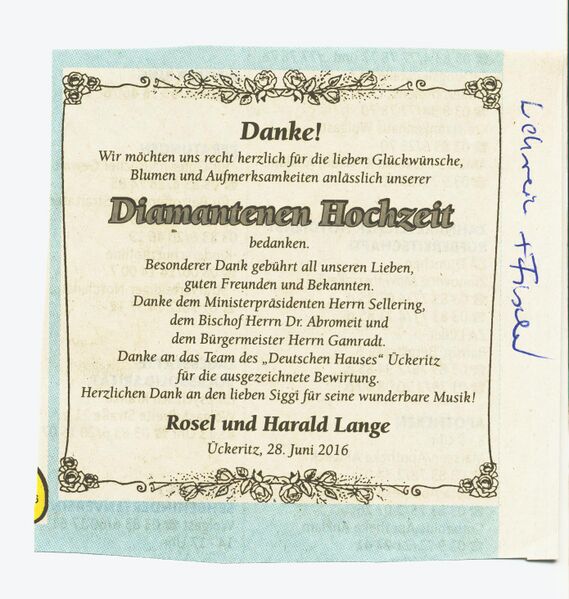 Danke!
Wir möchten uns recht herzlich für die lieben Glückwünsche,
Blumen und Aufmerksamkeiten anlässlich unserer
Diamantenen Hochzeit
bedanken.
Besonderer Dank gebührt all unseren Lieben,
guten Freunden und Bekannten.
Danke dem Ministerpräsidenten Herrn Sellering,
dem Bischof Herrn Dr. Abromeit und
dem Bürgermeister Herrn Gamradt.
Danke an das Team des „Deutschen Hauses“ Ückeritz
für die ausgezeichnete Bewirtung.
Herzlichen Dank an den lieben Siggi für seine wunderbare Musik!
Rosel und Harald Lange
Ückeritz, 28. Juni 2016